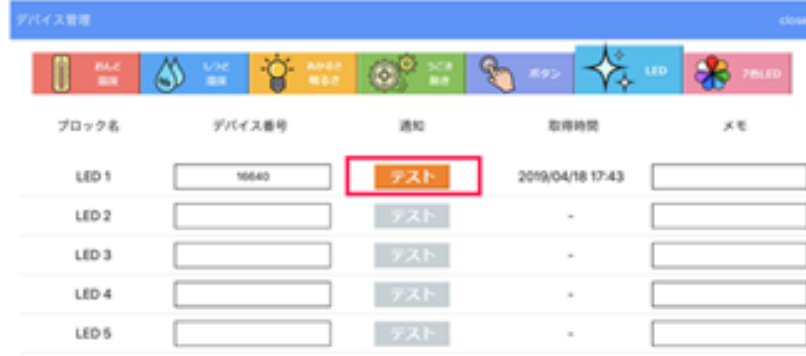 デバイス管理 close
おんど 温度 しつど 湿度 あかるさ 明るさ うごき 動き ボタン LED 7色LED
ブロック名 デバイス番号 通知 取得時間 メモ
LED 1 16640 テスト 2019/04/18 17:43
LED 2 テスト -
LED 3 テスト -
LED 4 テスト -
LED 5 テスト -